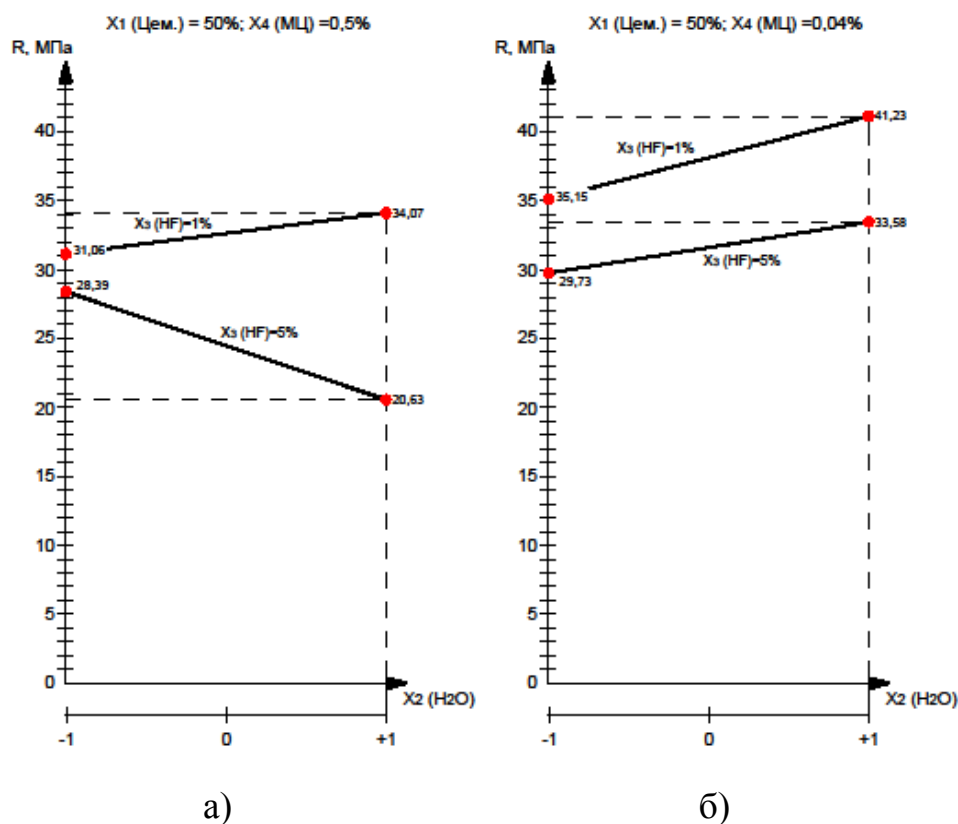 X1 (Цем.) = 50%; X4 (МЦ) =0,5%
R, МПа
40
35
30
25
20
15
10
5
0
X3 (HF)=1%
34,07
31,06
28,39
X3 (HF)=5%
20,63
X2 (H2O)
-1
0
+1
а)
X1 (Цем.) = 50%; X4 (МЦ) =0,04%
R, МПа
40
35
30
25
20
15
10
5
0
41,23
X3 (HF)=1%
35,15
33,58
X3 (HF)=5%
29,73
X2 (H2O)
-1
0
+1
б)